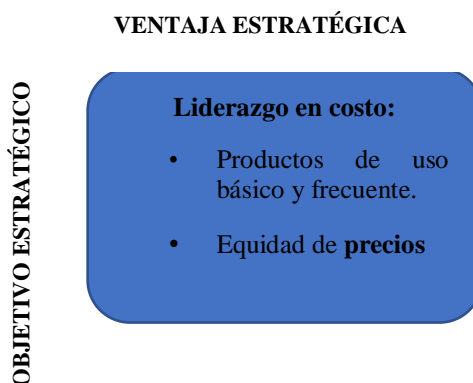 VENTAJA ESTRATÉGICA
OBJETIVO ESTRATÉGICO
Liderazgo en costo:
• Productos de uso
básico y frecuente.
• Equidad de precios